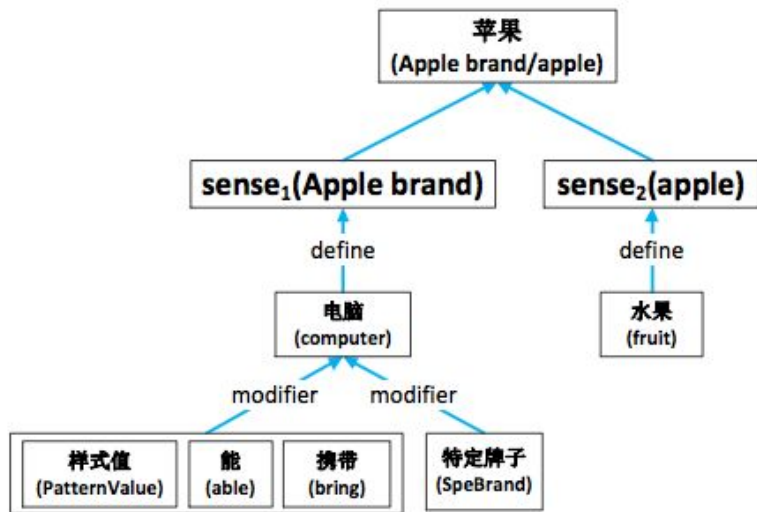 苹果
(Apple brand/apple)
sense₁(Apple brand)
sense₂(apple)
define
define
电脑
(computer)
水果
(fruit)
modifier
modifier
样式值
(PatternValue)
能
(able)
携带
(bring)
特定牌子
(SpeBrand)